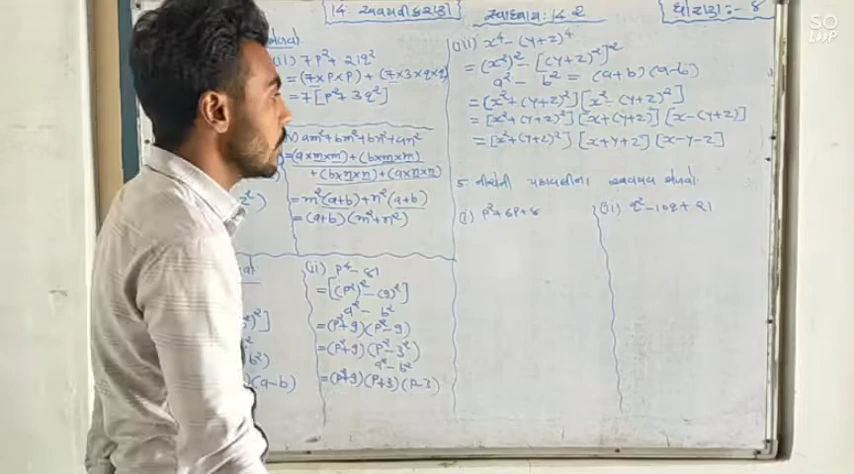 14 અવયવીકરણ
સ્વાધ્યાય: 14.2
ધોરણ :- 8
SO
LOOP
(ii) 7p² + 21q²
= (7×p×p) + (7×3×q×q)
= 7[p² + 3q²]
am² + bm² + bn² + an²
= (a×m×m) + (b×m×m)
+ (b×n×n) + (a×n×n)
= m²(a+b) + n²(a+b)
= (a+b) (m²+n²)
(ii) p⁴ - 81
= [(p²)² - (9)²]
a² - b²
= (p²+9) (p²-9)
= (p²+9) (p² - 3²)
a² - b²
= (p²+9) (p+3) (p-3)
(a-b)
(iii) x⁴ - (y+z)⁴
= (x²)² - [(y+z)²]²
a² - b² = (a+b) (a-b)
= [x² + (y+z)²] [x² - (y+z)²]
= [x² + (y+z)²] [x + (y+z)] [x - (y+z)]
= [x² + (y+z)²] [x+y+z] [x-y-z]
5. નીચેની પદાવલીના અવયવ મેળવો
(i) p² + 6p + 8
(ii) q² - 10q + 21